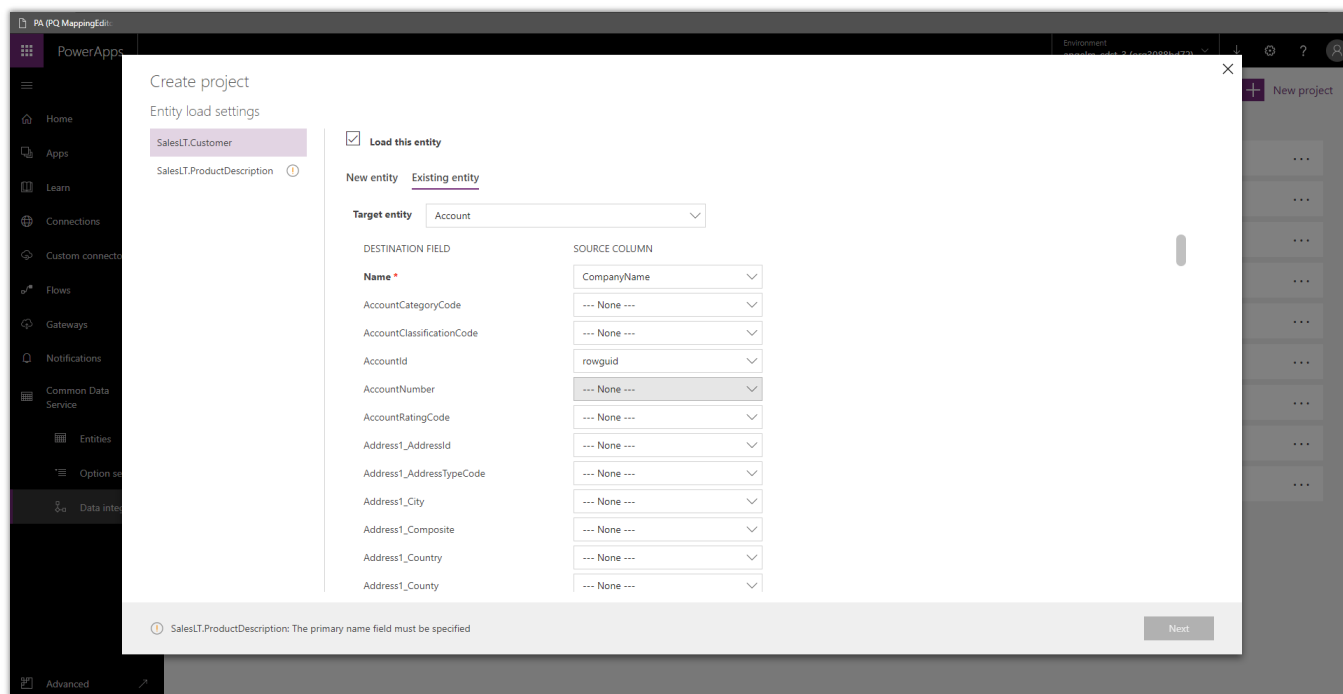 PA (PQ MappingEdit
PowerApps
Environment
?
New project
Home
Apps
Learn
Connections
Custom connecto
Flows
Gateways
Notifications
Common Data
Service
Entities
Option se
Data integ
Advanced
Create project
Entity load settings
SalesLT.Customer
SalesLT.ProductDescription
Load this entity
New entity Existing entity
Target entity Account
DESTINATION FIELD SOURCE COLUMN
Name * CompanyName
AccountCategoryCode --- None ---
AccountClassificationCode --- None ---
AccountId rowguid
AccountNumber --- None ---
AccountRatingCode --- None ---
Address1_AddressId --- None ---
Address1_AddressTypeCode --- None ---
Address1_City --- None ---
Address1_Composite --- None ---
Address1_Country --- None ---
Address1_County --- None ---
SalesLT.ProductDescription: The primary name field must be specified
Next